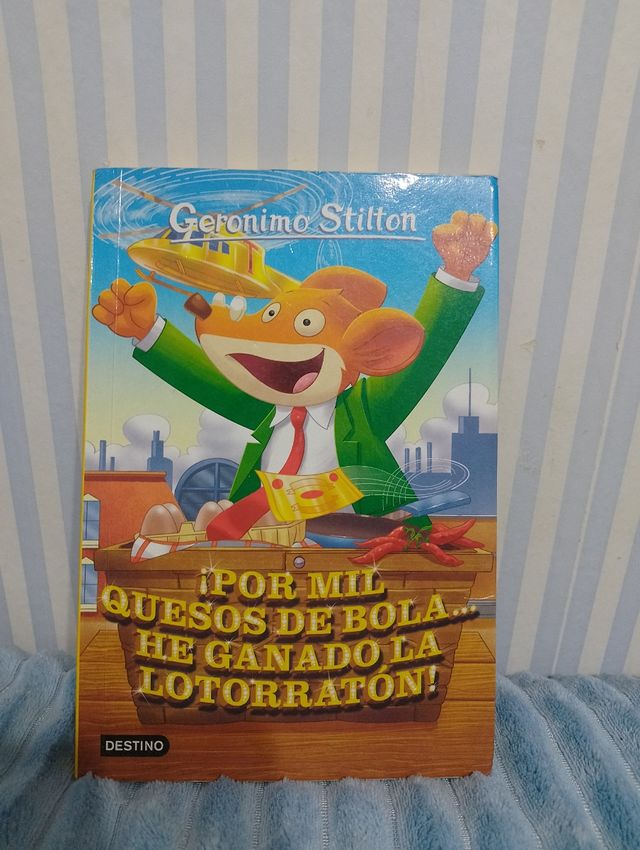 Geronimo Stilton
¡POR MIL
QUESOS DE BOLA...
HE GANADO LA
LOTORRATÓN!
DESTINO